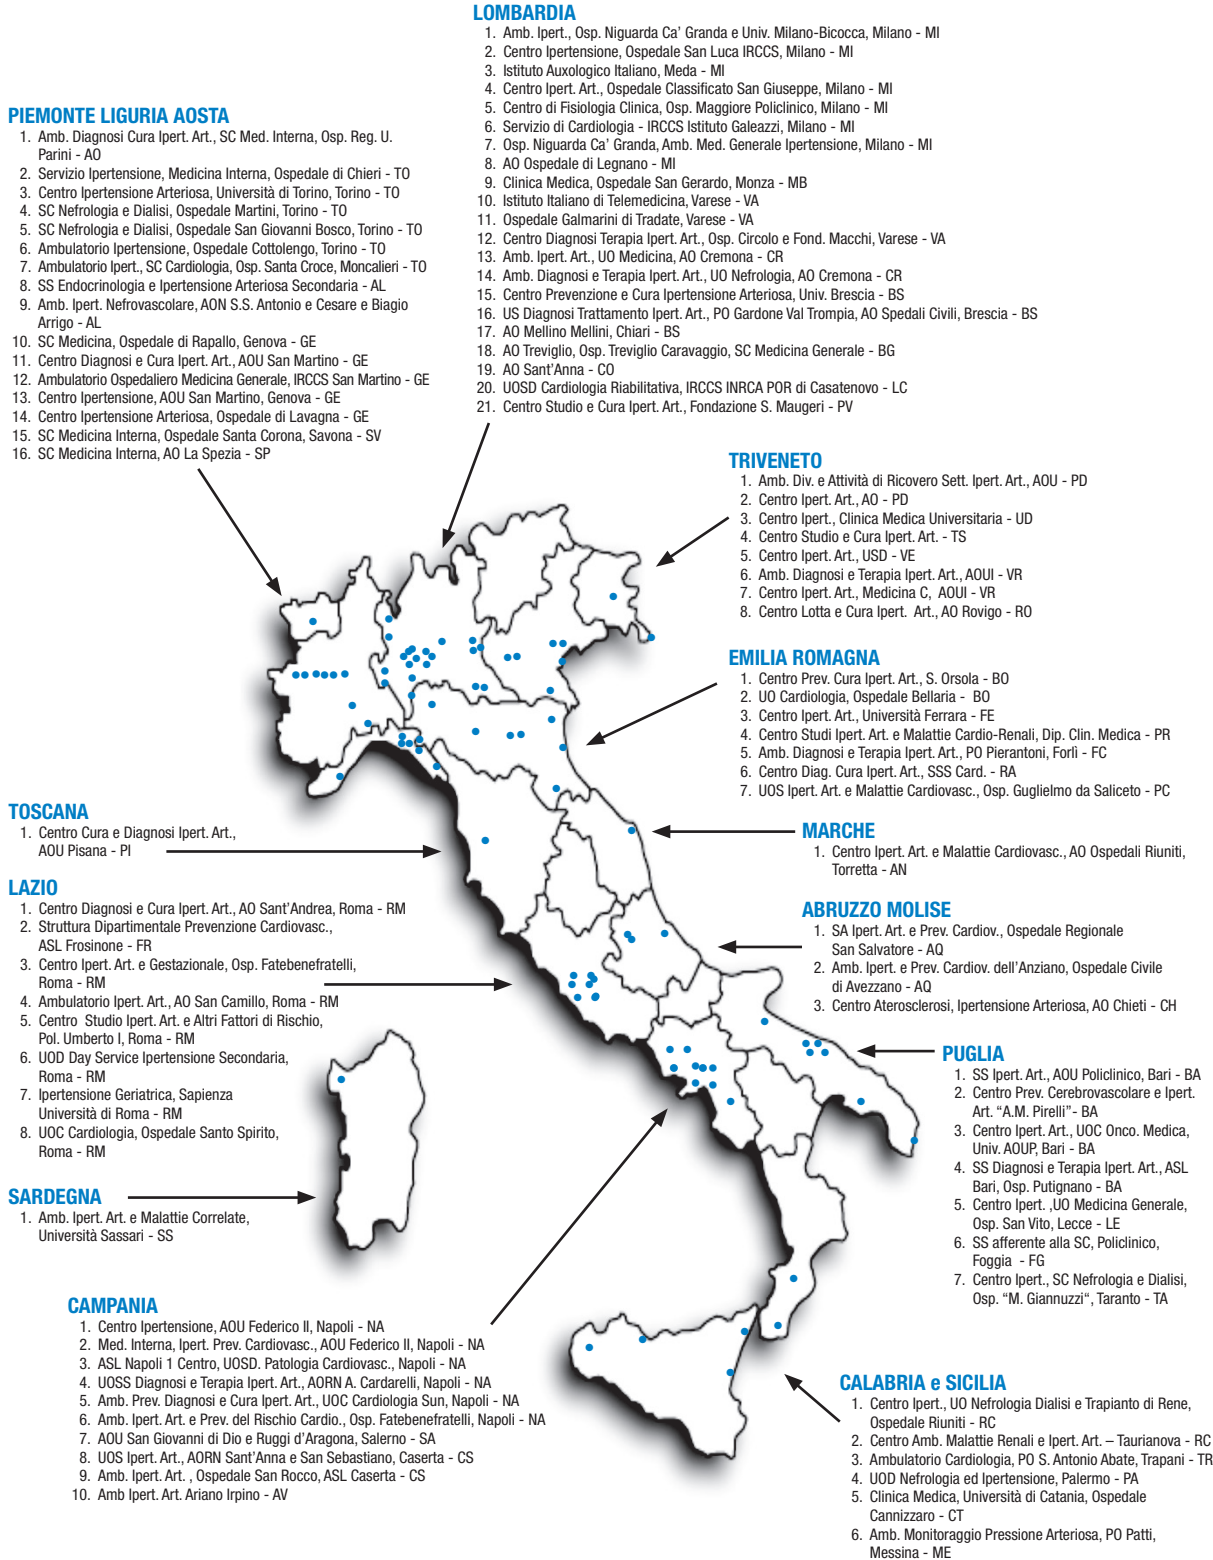 LOMBARDIA
1. Amb. Ipert., Osp. Niguarda Ca' Granda e Univ. Milano-Bicocca, Milano - MI
2. Centro Ipertensione, Ospedale San Luca IRCCS, Milano - MI
3. Istituto Auxologico Italiano, Meda - MI
4. Centro Ipert. Art., Ospedale Classificato San Giuseppe, Milano - MI
5. Centro di Fisiologia Clinica, Osp. Maggiore Policlinico, Milano - MI
6. Servizio di Cardiologia - IRCCS Istituto Galeazzi, Milano - MI
7. Osp. Niguarda Ca' Granda, Amb. Med. Generale Ipertensione, Milano - MI
8. AO Ospedale di Legnano - MI
9. Clinica Medica, Ospedale San Gerardo, Monza - MB
10. Istituto Italiano di Telemedicina, Varese - VA
11. Ospedale Galmarini di Tradate, Varese - VA
12. Centro Diagnosi Terapia Ipert. Art., Osp. Circolo e Fond. Macchi, Varese - VA
13. Amb. Ipert. Art., UO Medicina, AO Cremona - CR
14. Amb. Diagnosi e Terapia Ipert. Art., UO Nefrologia, AO Cremona - CR
15. Centro Prevenzione e Cura Ipertensione Arteriosa, Univ. Brescia - BS
16. US Diagnosi Trattamento Ipert. Art., PO Gardone Val Trompia, AO Spedali Civili, Brescia - BS
17. AO Mellino Mellini, Chiari - BS
18. AO Treviglio, Osp. Treviglio Caravaggio, SC Medicina Generale - BG
19. AO Sant'Anna - CO
20. UOSD Cardiologia Riabilitativa, IRCCS INRCA POR di Casatenovo - LC
21. Centro Studio e Cura Ipert. Art., Fondazione S. Maugeri - PV
PIEMONTE LIGURIA AOSTA
1. Amb. Diagnosi Cura Ipert. Art., SC Med. Interna, Osp. Reg. U.
Parini - AO
2. Servizio Ipertensione, Medicina Interna, Ospedale di Chieri - TO
3. Centro Ipertensione Arteriosa, Università di Torino, Torino - TO
4. SC Nefrologia e Dialisi, Ospedale Martini, Torino - TO
5. SC Nefrologia e Dialisi, Ospedale San Giovanni Bosco, Torino - TO
6. Ambulatorio Ipertensione, Ospedale Cottolengo, Torino - TO
7. Ambulatorio Ipert., SC Cardiologia, Osp. Santa Croce, Moncalieri - TO
8. SS Endocrinologia e Ipertensione Arteriosa Secondaria - AL
9. Amb. Ipert. Nefrovascolare, AON S.S. Antonio e Cesare e Biagio
Arrigo - AL
10. SC Medicina, Ospedale di Rapallo, Genova - GE
11. Centro Diagnosi e Cura Ipert. Art., AOU San Martino - GE
12. Ambulatorio Ospedaliero Medicina Generale, IRCCS San Martino - GE
13. Centro Ipertensione, AOU San Martino, Genova - GE
14. Centro Ipertensione Arteriosa, Ospedale di Lavagna - GE
15. SC Medicina Interna, Ospedale Santa Corona, Savona - SV
16. SC Medicina Interna, AO La Spezia - SP
TRIVENETO
1. Amb. Div. e Attività di Ricovero Sett. Ipert. Art., AOU - PD
2. Centro Ipert. Art., AO - PD
3. Centro Ipert., Clinica Medica Universitaria - UD
4. Centro Studio e Cura Ipert. Art. - TS
5. Centro Ipert. Art., USD - VE
6. Amb. Diagnosi e Terapia Ipert. Art., AOUI - VR
7. Centro Ipert. Art., Medicina C, AOUI - VR
8. Centro Lotta e Cura Ipert. Art., AO Rovigo - RO
EMILIA ROMAGNA
1. Centro Prev. Cura Ipert. Art., S. Orsola - BO
2. UO Cardiologia, Ospedale Bellaria - BO
3. Centro Ipert. Art., Università Ferrara - FE
4. Centro Studi Ipert. Art. e Malattie Cardio-Renali, Dip. Clin. Medica - PR
5. Amb. Diagnosi e Terapia Ipert. Art., PO Pierantoni, Forlì - FC
6. Centro Diag. Cura Ipert. Art., SSS Card. - RA
7. UOS Ipert. Art. e Malattie Cardiovasc., Osp. Guglielmo da Saliceto - PC
TOSCANA
1. Centro Cura e Diagnosi Ipert. Art.,
AOU Pisana - PI
MARCHE
1. Centro Ipert. Art. e Malattie Cardiovasc., AO Ospedali Riuniti,
Torretta - AN
LAZIO
1. Centro Diagnosi e Cura Ipert. Art., AO Sant'Andrea, Roma - RM
2. Struttura Dipartimentale Prevenzione Cardiovasc.,
ASL Frosinone - FR
3. Centro Ipert. Art. e Gestazionale, Osp. Fatebenefratelli,
Roma - RM
4. Ambulatorio Ipert. Art., AO San Camillo, Roma - RM
5. Centro Studio Ipert. Art. e Altri Fattori di Rischio,
Pol. Umberto I, Roma - RM
6. UOD Day Service Ipertensione Secondaria,
Roma - RM
7. Ipertensione Geriatrica, Sapienza
Università di Roma - RM
8. UOC Cardiologia, Ospedale Santo Spirito,
Roma - RM
ABRUZZO MOLISE
1. SA Ipert. Art. e Prev. Cardiov., Ospedale Regionale
San Salvatore - AQ
2. Amb. Ipert. e Prev. Cardiov. dell'Anziano, Ospedale Civile
di Avezzano - AQ
3. Centro Aterosclerosi, Ipertensione Arteriosa, AO Chieti - CH
PUGLIA
1. SS Ipert. Art., AOU Policlinico, Bari - BA
2. Centro Prev. Cerebrovascolare e Ipert.
Art. “A.M. Pirelli”- BA
3. Centro Ipert. Art., UOC Onco. Medica,
Univ. AOUP, Bari - BA
4. SS Diagnosi e Terapia Ipert. Art., ASL
Bari, Osp. Putignano - BA
5. Centro Ipert. ,UO Medicina Generale,
Osp. San Vito, Lecce - LE
6. SS afferente alla SC, Policlinico,
Foggia - FG
7. Centro Ipert., SC Nefrologia e Dialisi,
Osp. “M. Giannuzzi“, Taranto - TA
SARDEGNA
1. Amb. Ipert. Art. e Malattie Correlate,
Università Sassari - SS
CAMPANIA
1. Centro Ipertensione, AOU Federico II, Napoli - NA
2. Med. Interna, Ipert. Prev. Cardiovasc., AOU Federico II, Napoli - NA
3. ASL Napoli 1 Centro, UOSD. Patologia Cardiovasc., Napoli - NA
4. UOSS Diagnosi e Terapia Ipert. Art., AORN A. Cardarelli, Napoli - NA
5. Amb. Prev. Diagnosi e Cura Ipert. Art., UOC Cardiologia Sun, Napoli - NA
6. Amb. Ipert. Art. e Prev. del Rischio Cardio., Osp. Fatebenefratelli, Napoli - NA
7. AOU San Giovanni di Dio e Ruggi d'Aragona, Salerno - SA
8. UOS Ipert. Art., AORN Sant'Anna e San Sebastiano, Caserta - CS
9. Amb. Ipert. Art. , Ospedale San Rocco, ASL Caserta - CS
10. Amb Ipert. Art. Ariano Irpino - AV
CALABRIA e SICILIA
1. Centro Ipert., UO Nefrologia Dialisi e Trapianto di Rene,
Ospedale Riuniti - RC
2. Centro Amb. Malattie Renali e Ipert. Art. – Taurianova - RC
3. Ambulatorio Cardiologia, PO S. Antonio Abate, Trapani - TR
4. UOD Nefrologia ed Ipertensione, Palermo - PA
5. Clinica Medica, Università di Catania, Ospedale
Cannizzaro - CT
6. Amb. Monitoraggio Pressione Arteriosa, PO Patti,
Messina - ME